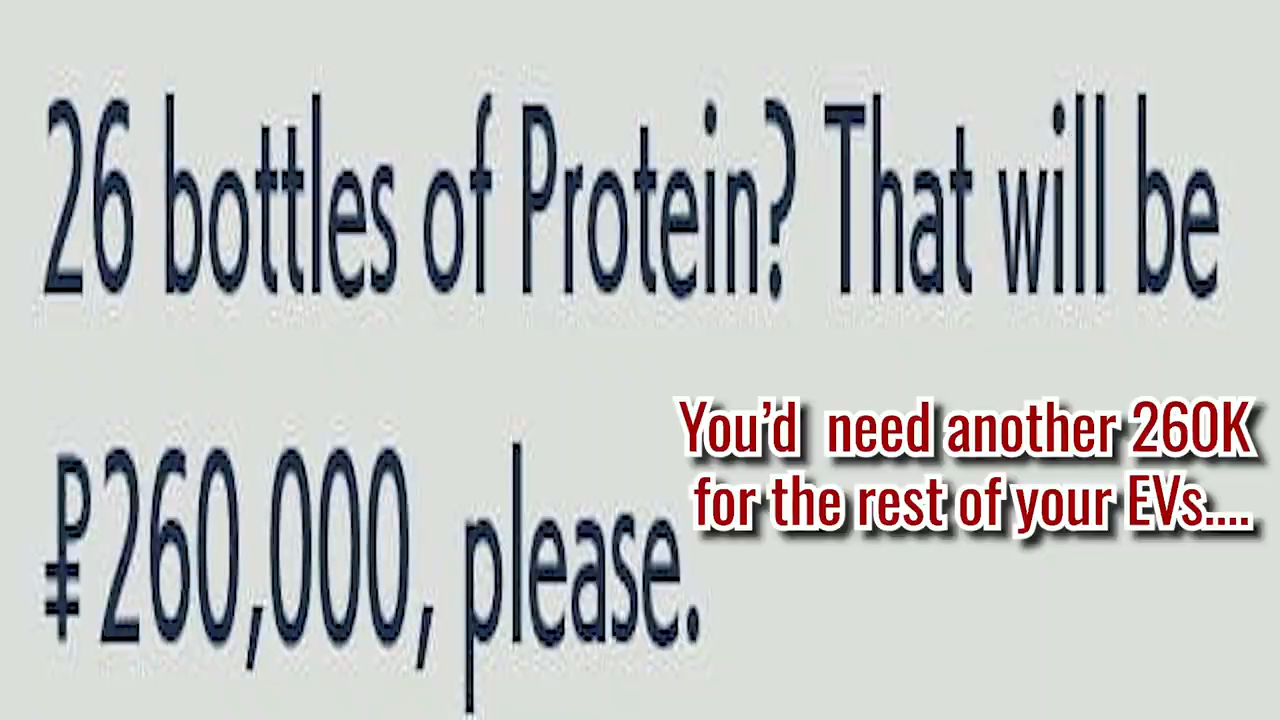 26 bottles of Protein? That will be
You’d need another 260K
for the rest of your EVs....
₽260,000, please.